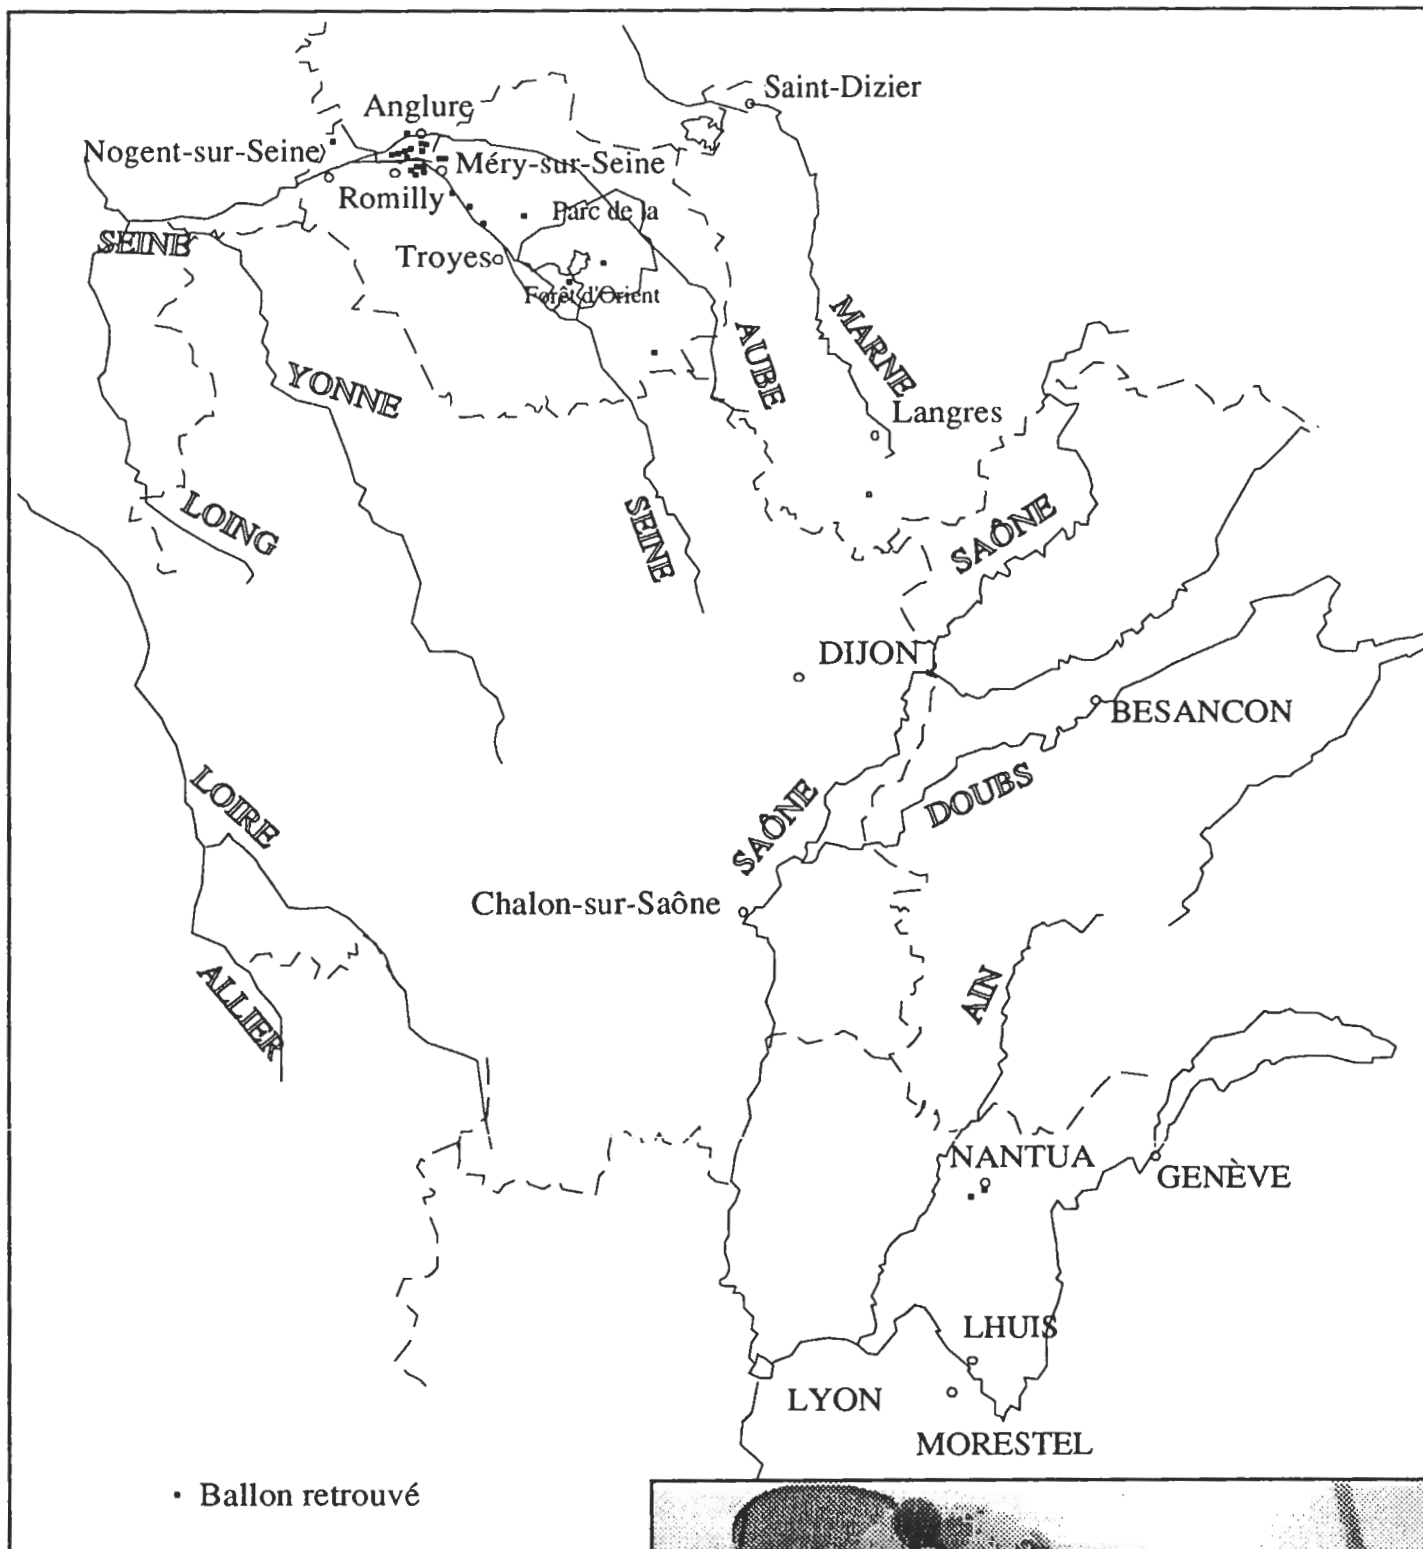 Saint-Dizier
Anglure
Nogent-sur-Seine
Méry-sur-Seine
Romilly
Parc de la
SEINE
Troyes
Forêt d'Orient
MARNE
AUBE
YONNE
Langres
LOING
SEINE
SAÔNE
DIJON
BESANCON
LOIRE
SAÔNE
DOUBS
Chalon-sur-Saône
ALLIER
AIN
NANTUA
GENÈVE
LHUIS
LYON
MORESTEL
Ballon retrouvé